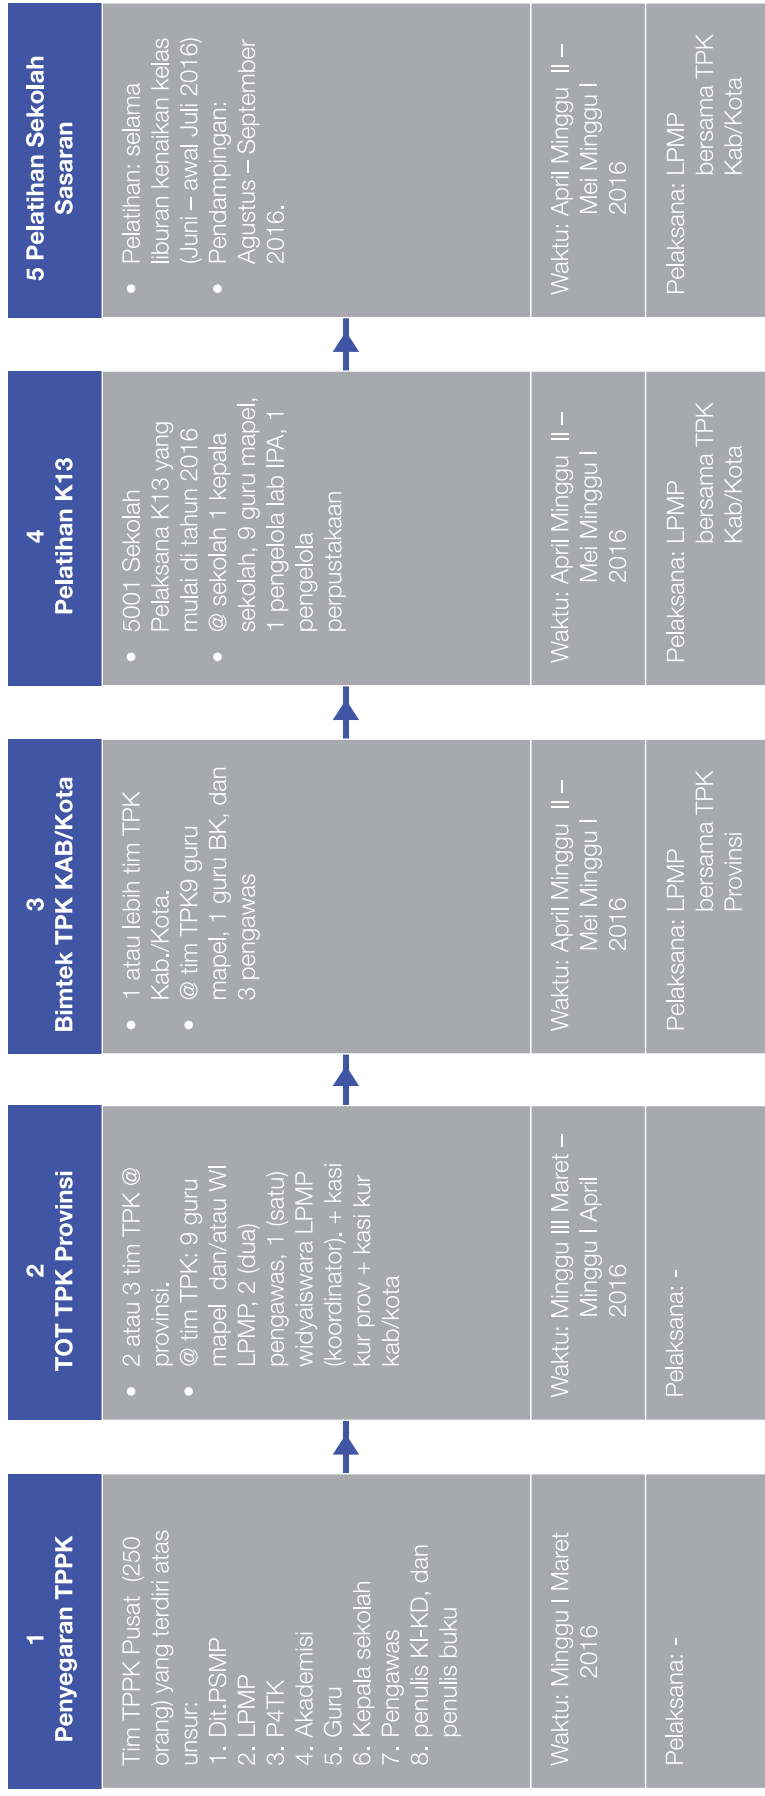 1
Penyegaran TPPK
Tim TPPK Pusat (250
orang) yang terdiri atas
unsur:
1. Dit.PSMP
2. LPMP
3. P4TK
4. Akademisi
5. Guru
6. Kepala sekolah
7. Pengawas
8. penulis KI-KD, dan
penulis buku
Waktu: Minggu I Maret
2016
Pelaksana: -
2
TOT TPK Provinsi
• 2 atau 3 tim TPK @
provinsi.
• @ tim TPK: 9 guru
mapel dan/atau WI
LPMP, 2 (dua)
pengawas, 1 (satu)
widyaiswara LPMP
(koordinator). + kasi
kur prov + kasi kur
kab/kota
Waktu: Minggu III Maret –
Minggu I April
2016
Pelaksana: -
3
Bimtek TPK KAB/Kota
• 1 atau lebih tim TPK
Kab./Kota.
• @ tim TPK9 guru
mapel, 1 guru BK, dan
3 pengawas
Waktu: April Minggu II –
Mei Minggu I
2016
Pelaksana: LPMP
bersama TPK
Provinsi
4
Pelatihan K13
• 5001 Sekolah
Pelaksana K13 yang
mulai di tahun 2016
• @ sekolah 1 kepala
sekolah, 9 guru mapel,
1 pengelola lab IPA, 1
pengelola
perpustakaan
Waktu: April Minggu II –
Mei Minggu I
2016
Pelaksana: LPMP
bersama TPK
Kab/Kota
5 Pelatihan Sekolah
Sasaran
• Pelatihan: selama
liburan kenaikan kelas
(Juni – awal Juli 2016)
• Pendampingan:
Agustus – September
2016.
Waktu: April Minggu II –
Mei Minggu I
2016
Pelaksana: LPMP
bersama TPK
Kab/Kota